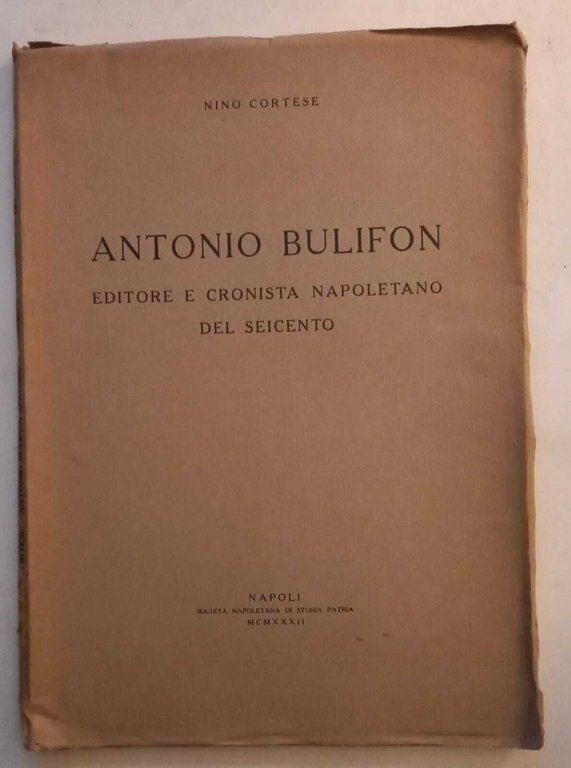 NINO CORTESE
ANTONIO BULIFON
EDITORE E CRONISTA NAPOLETANO
DEL SEICENTO
NAPOLI
SOCIETÀ NAPOLETANA DI STORIA PATRIA
MCMXXXII